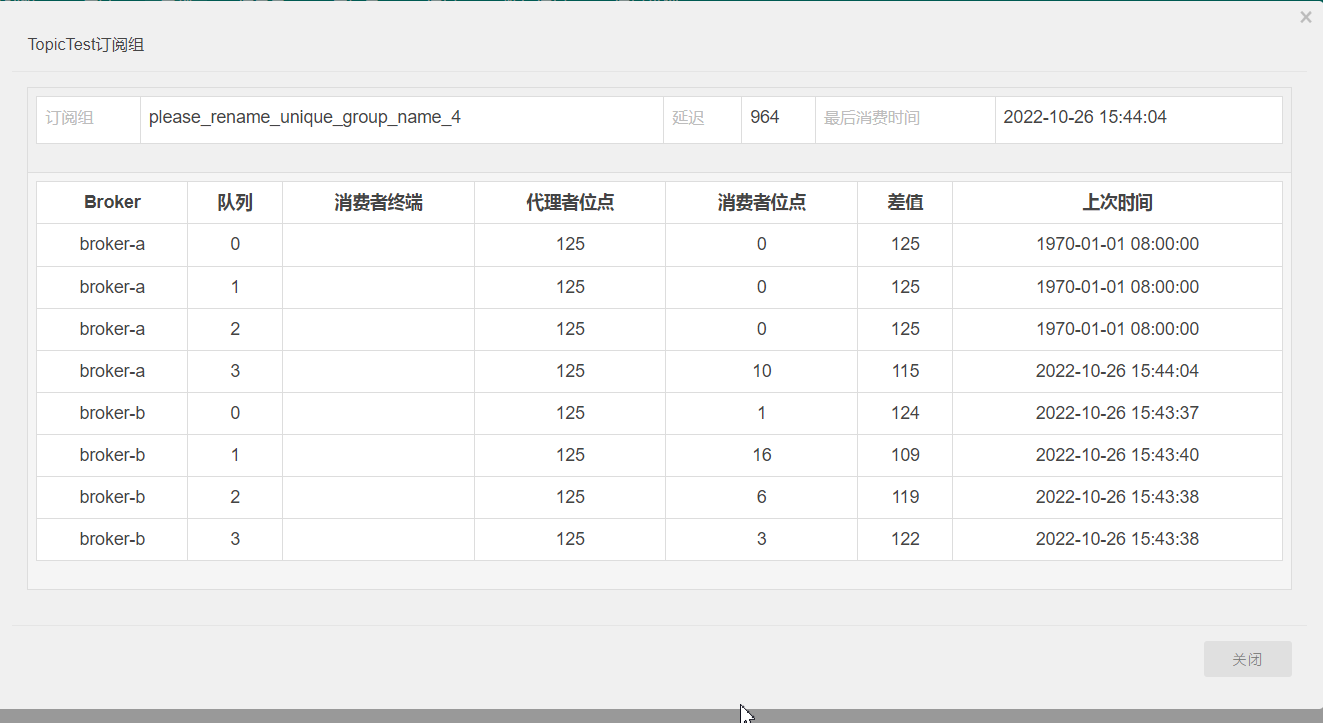 ×
TopicTest订阅组
订阅组 please_rename_unique_group_name_4 延迟 964 最后消费时间 2022-10-26 15:44:04
Broker 队列 消费者终端 代理者位点 消费者位点 差值 上次时间
broker-a 0 125 0 125 1970-01-01 08:00:00
broker-a 1 125 0 125 1970-01-01 08:00:00
broker-a 2 125 0 125 1970-01-01 08:00:00
broker-a 3 125 10 115 2022-10-26 15:44:04
broker-b 0 125 1 124 2022-10-26 15:43:37
broker-b 1 125 16 109 2022-10-26 15:43:40
broker-b 2 125 6 119 2022-10-26 15:43:38
broker-b 3 125 3 122 2022-10-26 15:43:38
关闭